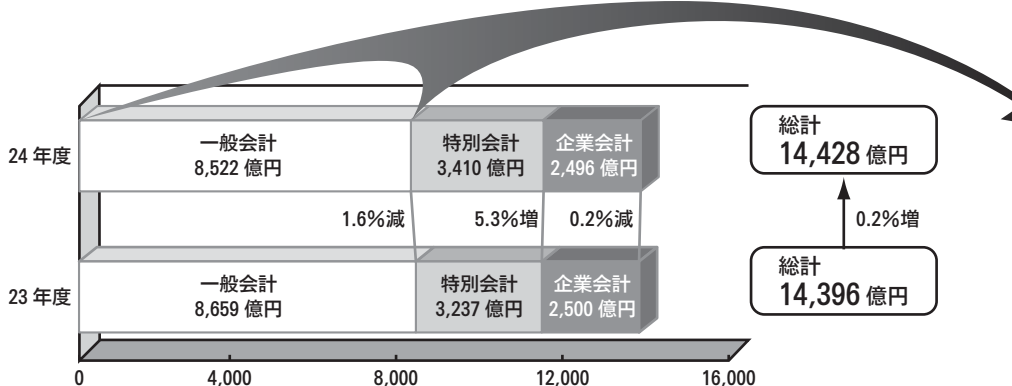 24 年度
一般会計
8,522 億円
特別会計
3,410 億円
企業会計
2,496 億円
総計
14,428 億円
1.6%減
5.3%増
0.2%減
0.2%増
23 年度
一般会計
8,659 億円
特別会計
3,237 億円
企業会計
2,500 億円
総計
14,396 億円
0
4,000
8,000
12,000
16,000